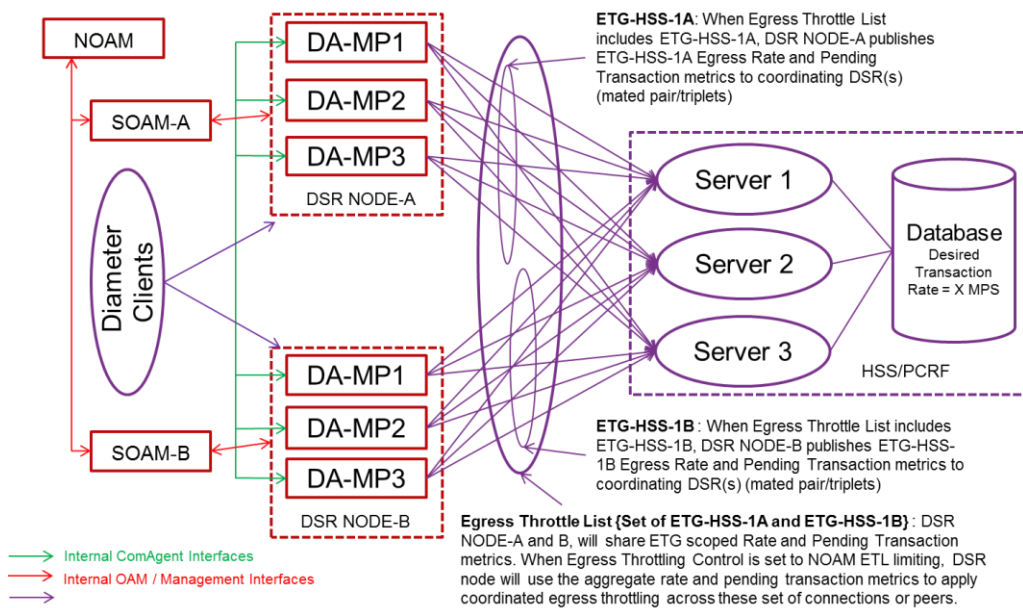 NOAM
SOAM-A
SOAM-B
Diameter
Clients
DA-MP1
DA-MP2
DA-MP3
DSR NODE-A
DA-MP1
DA-MP2
DA-MP3
DSR NODE-B
ETG-HSS-1A: When Egress Throttle List
includes ETG-HSS-1A, DSR NODE-A publishes
ETG-HSS-1A Egress Rate and Pending
Transaction metrics to coordinating DSR(s)
(mated pair/triplets)
Server 1
Server 2
Server 3
Database
Desired
Transaction
Rate = X MPS
HSS/PCRF
ETG-HSS-1B : When Egress Throttle List includes
ETG-HSS-1B, DSR NODE-B publishes ETG-HSS-
1B Egress Rate and Pending Transaction metrics to
coordinating DSR(s) (mated pair/triplets)
Egress Throttle List {Set of ETG-HSS-1A and ETG-HSS-1B} : DSR
NODE-A and B, will share ETG scoped Rate and Pending Transaction
metrics. When Egress Throttling Control is set to NOAM ETL limiting, DSR
node will use the aggregate rate and pending transaction metrics to apply
coordinated egress throttling across these set of connections or peers.
Internal ComAgent Interfaces
Internal OAM / Management Interfaces